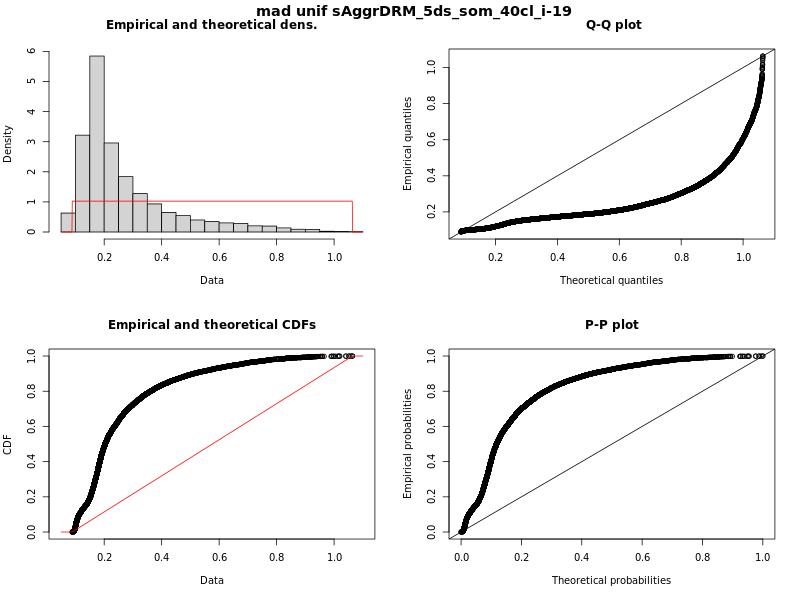 mad unif sAggrDRM_5ds_som_40cl_i-19
Empirical and theoretical dens.
Density
0 1 2 3 4 5 6
0.2 0.4 0.6 0.8 1.0
Data
Q-Q plot
Empirical quantiles
0.2 0.4 0.6 0.8 1.0
0.2 0.4 0.6 0.8 1.0
Theoretical quantiles
Empirical and theoretical CDFs
CDF
0.0 0.2 0.4 0.6 0.8 1.0
0.2 0.4 0.6 0.8 1.0
Data
P-P plot
Empirical probabilities
0.0 0.2 0.4 0.6 0.8 1.0
0.0 0.2 0.4 0.6 0.8 1.0
Theoretical probabilities